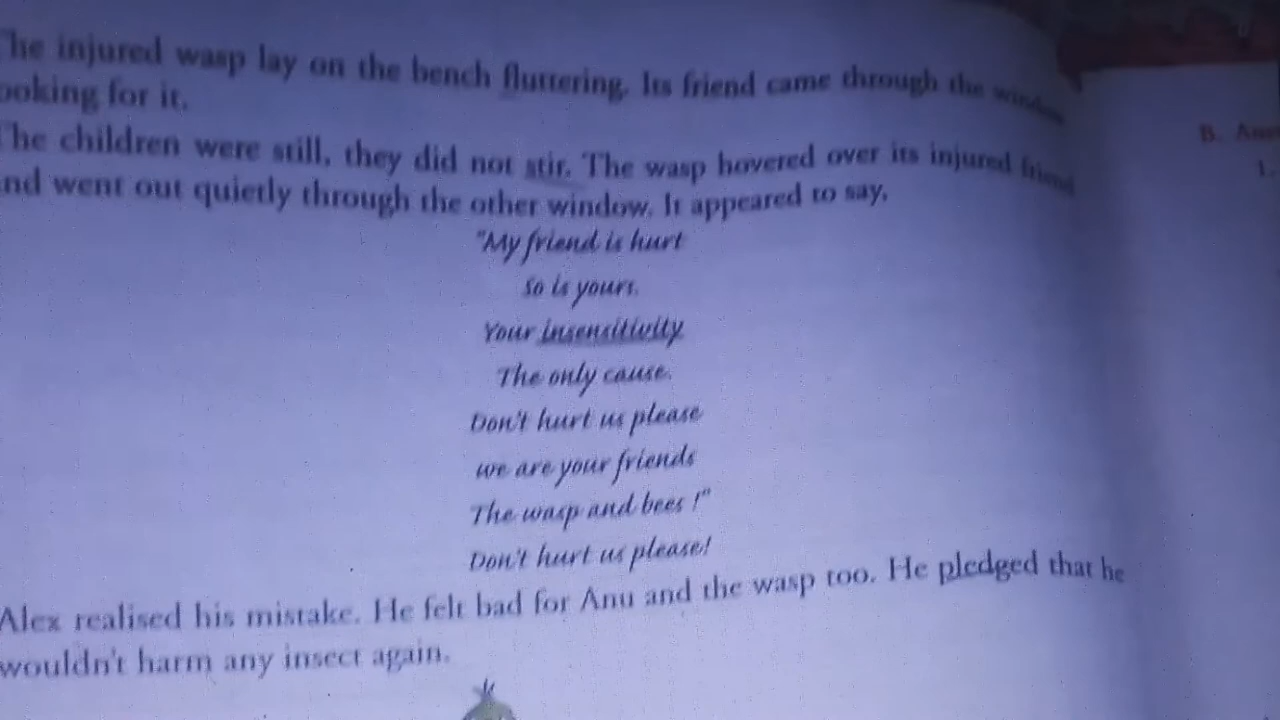 he injured wasp lay on the bench fluttering. Its friend came through the window
ooking for it.
The children were still, they did not stir. The wasp hovered over its injured friend
nd went out quietly through the other window. It appeared to say,
"My friend is hurt
So is yours.
Your insensitivity
The only cause.
Don't hurt us please
we are your friends
The wasp and bees !"
Don't hurt us please!
Alex realised his mistake. He felt bad for Anu and the wasp too. He pledged that he
wouldn't harm any insect again.
B.
1.